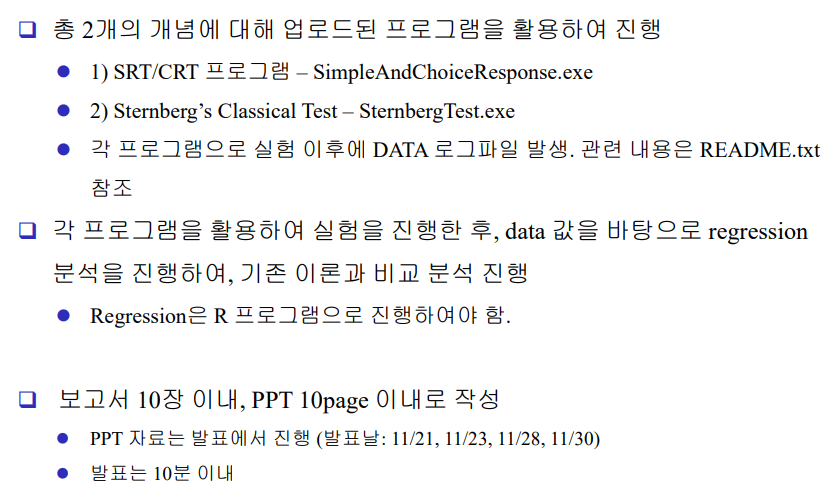 총 2개의 개념에 대해 업로드된 프로그램을 활용하여 진행
1) SRT/CRT 프로그램 – SimpleAndChoiceResponse.exe
2) Sternberg's Classical Test – SternbergTest.exe
각 프로그램으로 실험 이후에 DATA 로그파일 발생. 관련 내용은 README.txt
참조
각 프로그램을 활용하여 실험을 진행한 후, data 값을 바탕으로 regression
분석을 진행하여, 기존 이론과 비교 분석 진행
Regression은 R 프로그램으로 진행하여야 함.
보고서 10장 이내, PPT 10page 이내로 작성
PPT 자료는 발표에서 진행 (발표날: 11/21, 11/23, 11/28, 11/30)
발표는 10분 이내